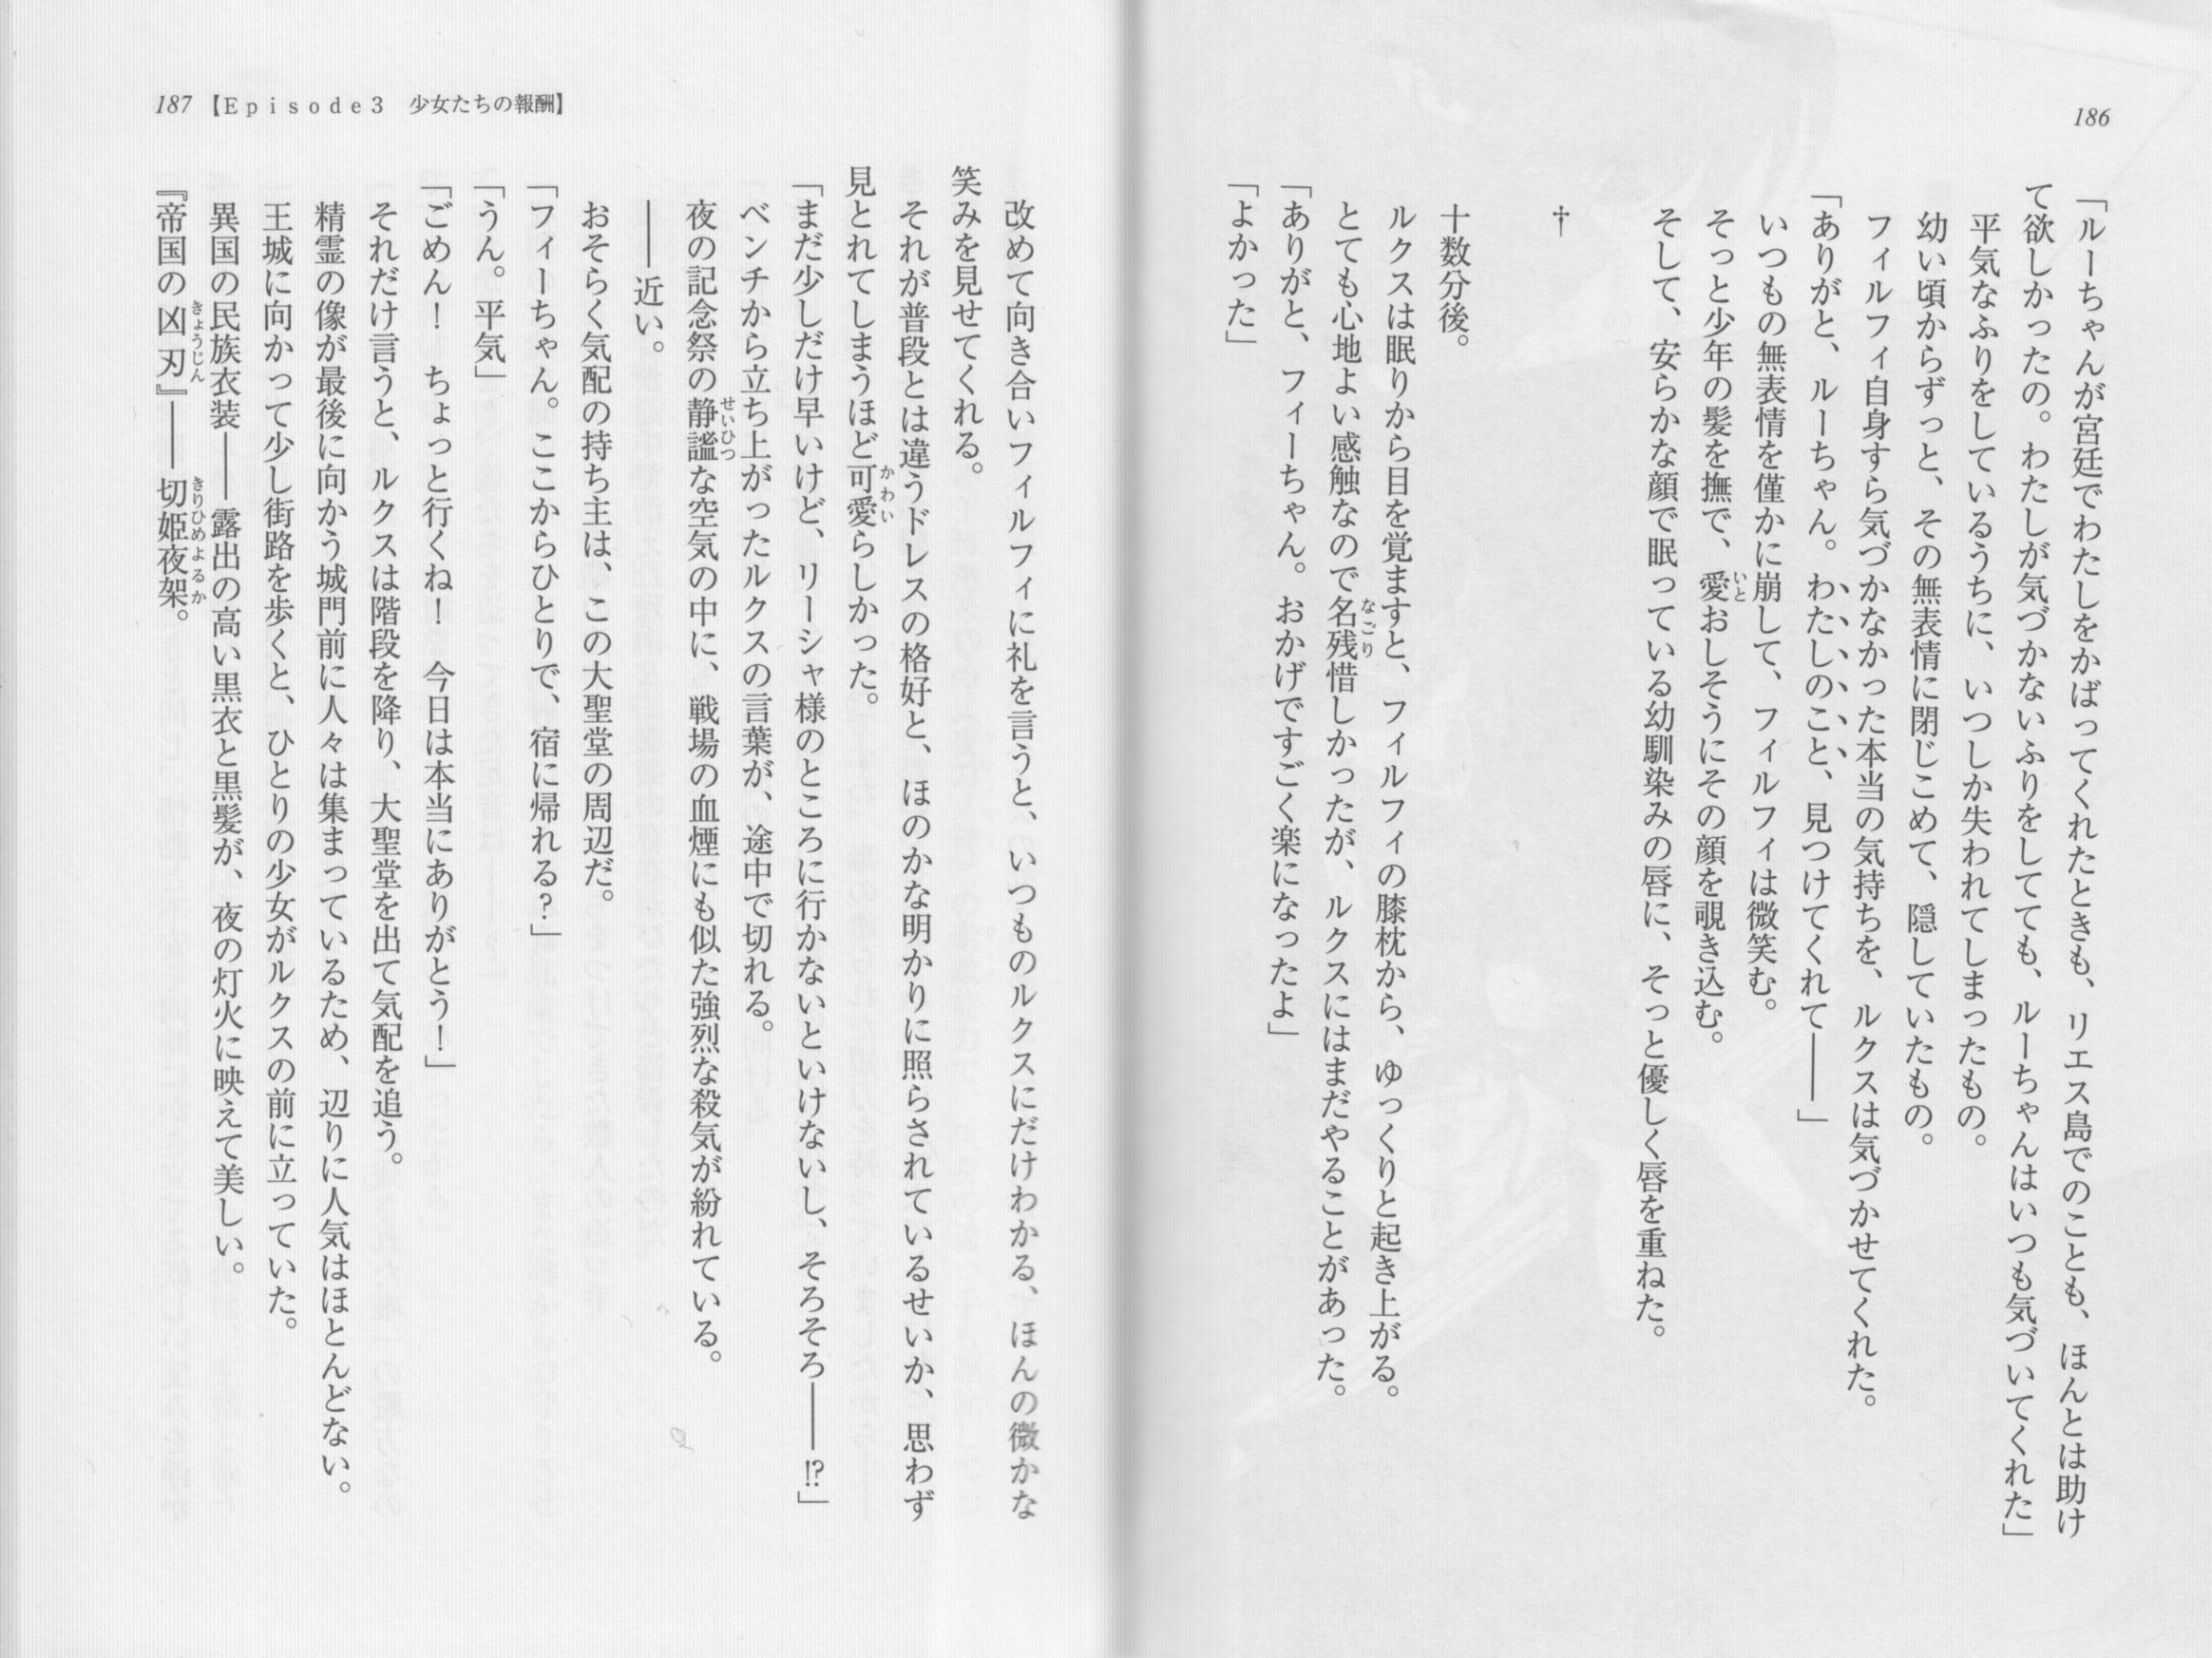 186
「ルーちゃんが宮廷でわたしをかばってくれたときも、リエス島でのことも、ほんとは助け
て欲しかったの。わたしが気づかないふりをしてても、ルーちゃんはいつも気づいてくれた」
平気なふりをしているうちに、いつしか失われてしまったもの。
幼い頃からずっと、その無表情に閉じこめて、隠していたもの。
フィルフィ自身すら気づかなかった本当の気持ちを、ルクスは気づかせてくれた。
「ありがと、ルーちゃん。わたしのこと、見つけてくれて――」
いつもの無表情を僅かに崩して、フィルフィは微笑む。
そっと少年の髪を撫で、愛おしそうにその顔を覗き込む。
いと
そして、安らかな顔で眠っている幼馴染みの唇に、そっと優しく唇を重ねた。
†
十数分後。
ルクスは眠りから目を覚ますと、フィルフィの膝枕から、ゆっくりと起き上がる。
とても心地よい感触なので名残惜しかったが、ルクスにはまだやることがあった。
なごり
「ありがと、フィーちゃん。おかげですごく楽になったよ」
「よかった」
187 【Episode3 少女たちの報酬】
改めて向き合いフィルフィに礼を言うと、いつものルクスにだけわかる、ほんの微かな
笑みを見せてくれる。
それが普段とは違うドレスの格好と、ほのかな明かりに照らされているせいか、思わず
見とれてしまうほど可愛らしかった。
かわい
「まだ少しだけ早いけど、リーシャ様のところに行かないといけないし、そろそろ――!?」
ベンチから立ち上がったルクスの言葉が、途中で切れる。
夜の記念祭の静謐な空気の中に、戦場の血煙にも似た強烈な殺気が紛れている。
せいひつ
――近い。
おそらく気配の持ち主は、この大聖堂の周辺だ。
「フィーちゃん。ここからひとりで、宿に帰れる?」
「うん。平気」
「ごめん! ちょっと行くね! 今日は本当にありがとう!」
それだけ言うと、ルクスは階段を降り、大聖堂を出て気配を追う。
精霊の像が最後に向かう城門前に人々は集まっているため、辺りに人気はほとんどない。
王城に向かって少し街路を歩くと、ひとりの少女がルクスの前に立っていた。
異国の民族衣装――露出の高い黒衣と黒髪が、夜の灯火に映えて美しい。
『帝国の凶刃』――切姫夜架。
きょうじん
きりひめよるか